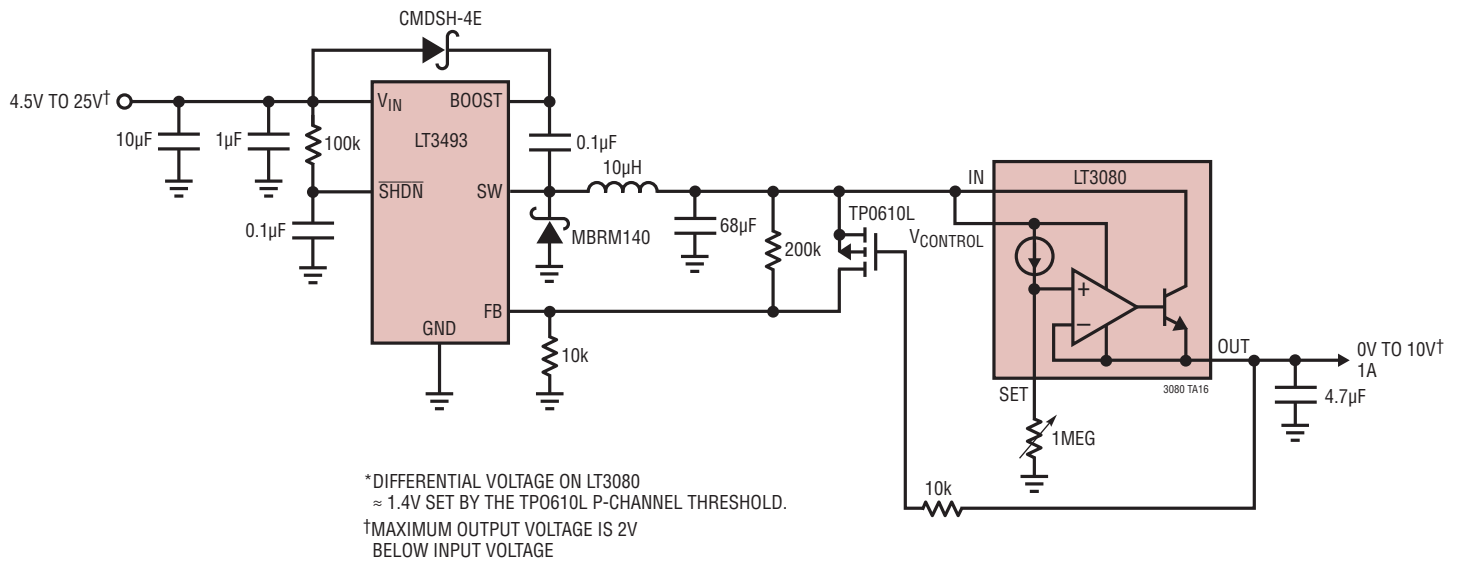 CMDSH-4E
4.5V TO 25V†
VIN
BOOST
LT3493
10µF
1µF
100k
0.1µF
10µH
SHDN
SW
0.1µF
MBRM140
68µF
200k
TP0610L
IN
LT3080
VCONTROL
FB
GND
10k
+
−
OUT
0V TO 10V†
1A
3080 TA16
SET
4.7µF
1MEG
10k
*DIFFERENTIAL VOLTAGE ON LT3080
≈ 1.4V SET BY THE TPO610L P-CHANNEL THRESHOLD.
†MAXIMUM OUTPUT VOLTAGE IS 2V
BELOW INPUT VOLTAGE